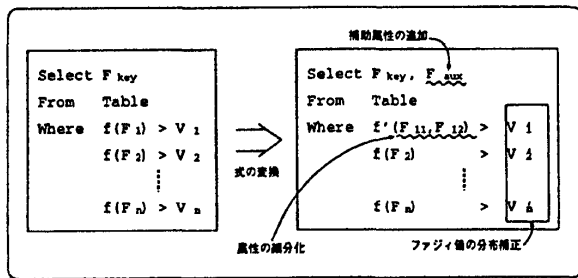 補助属性の追加
Select F key
From Table
Where f(F 1) > V 1
f(F 2) > V 2
f(F n) > V n
式の変換
Select F key, F aux
From Table
Where f'(F 11,F 12) > V 1'
f(F 2) > V 2'
f(F n) > V n'
属性の細分化
ファジィ値の分布補正